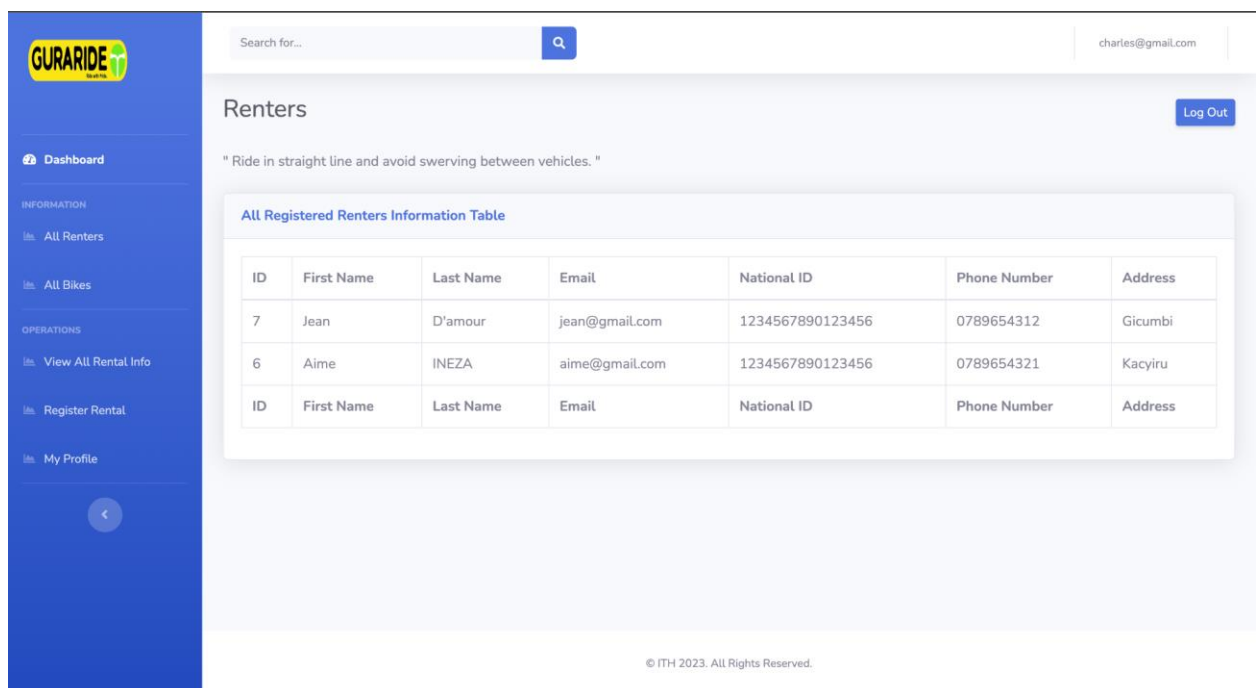 GURARIDE
Search for...
charles@gmail.com
Renters
Log Out
Dashboard
" Ride in straight line and avoid swerving between vehicles. "
INFORMATION
All Renters
All Bikes
OPERATIONS
View All Rental Info
Register Rental
My Profile
All Registered Renters Information Table
ID First Name Last Name Email National ID Phone Number Address
7 Jean D'amour jean@gmail.com 1234567890123456 0789654312 Gicumbi
6 Aime INEZA aime@gmail.com 1234567890123456 0789654321 Kacyiru
ID First Name Last Name Email National ID Phone Number Address
© ITH 2023. All Rights Reserved.